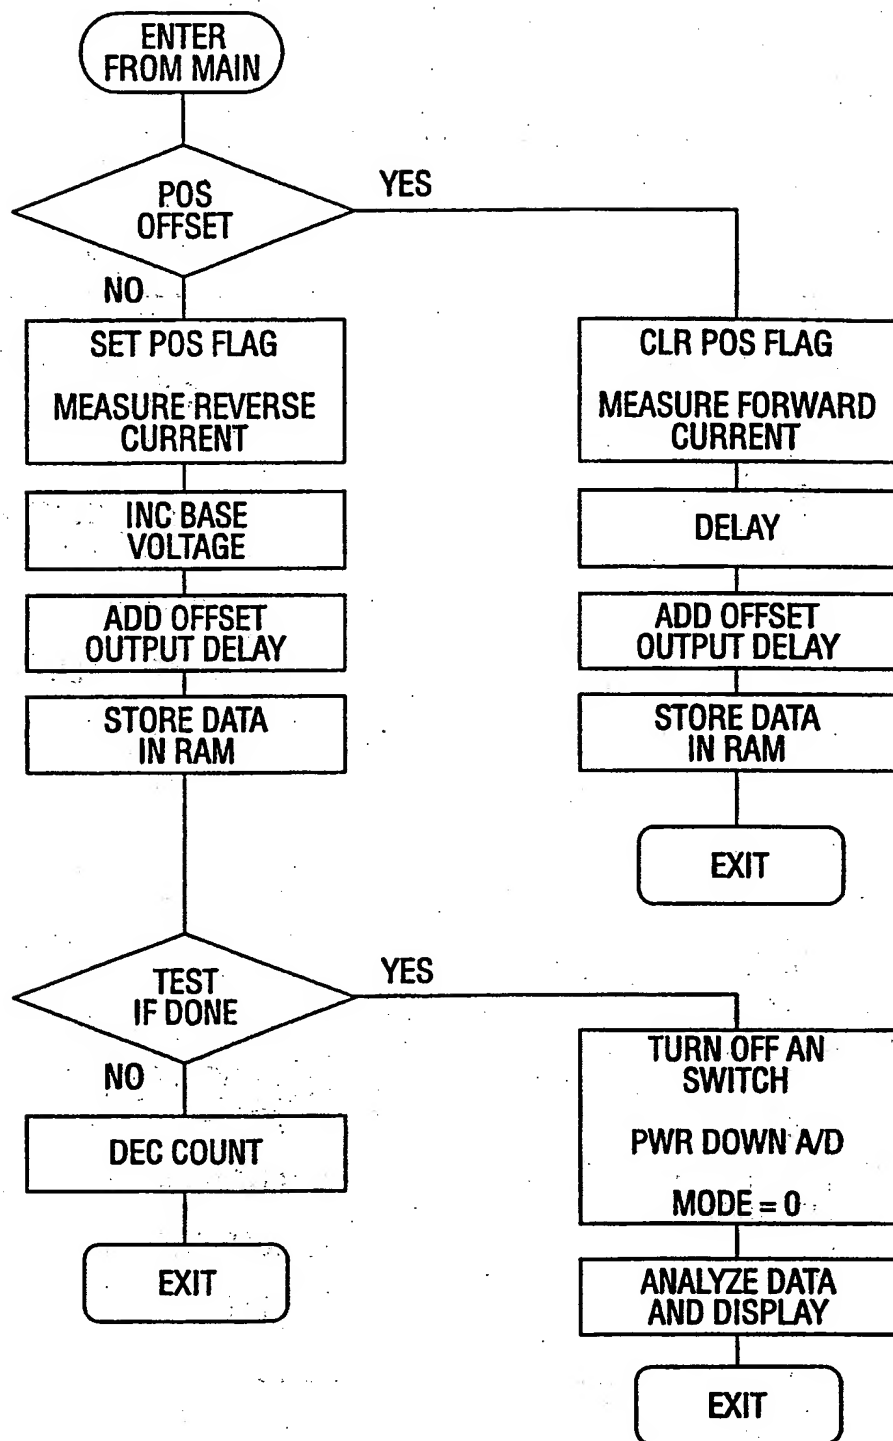 ENTER
FROM MAIN
POS
OFFSET
YES
NO
SET POS FLAG
MEASURE REVERSE
CURRENT
INC BASE
VOLTAGE
ADD OFFSET
OUTPUT DELAY
STORE DATA
IN RAM
CLR POS FLAG
MEASURE FORWARD
CURRENT
DELAY
ADD OFFSET
OUTPUT DELAY
STORE DATA
IN RAM
EXIT
TEST
IF DONE
YES
NO
DEC COUNT
EXIT
TURN OFF AN
SWITCH
PWR DOWN A/D
MODE = 0
ANALYZE DATA
AND DISPLAY
EXIT